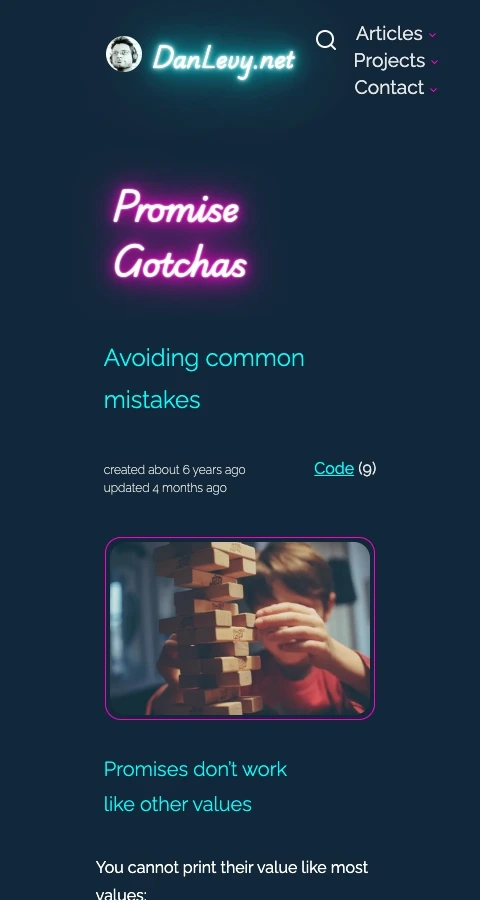 DanLevy.net
Articles
Projects
Contact
Promise
Gotchas
Avoiding common
mistakes
created about 6 years ago
updated 4 months ago
Code (9)
Promises don’t work
like other values
You cannot print their value like most
values: